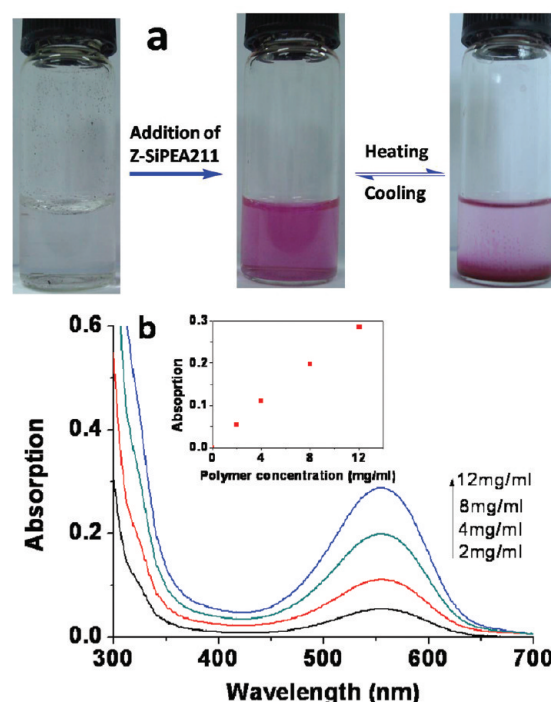 a
Addition of
Z-SiPEA211
Heating
Cooling
b
0.3
0.2
0.1
0.0
0
4
8
12
Absoprtion
Polymer concentration (mg/ml)
12mg/ml
8mg/ml
4mg/ml
2mg/ml
0.6
0.4
0.2
0.0
Absorption
300 400 500 600 700
Wavelength (nm)